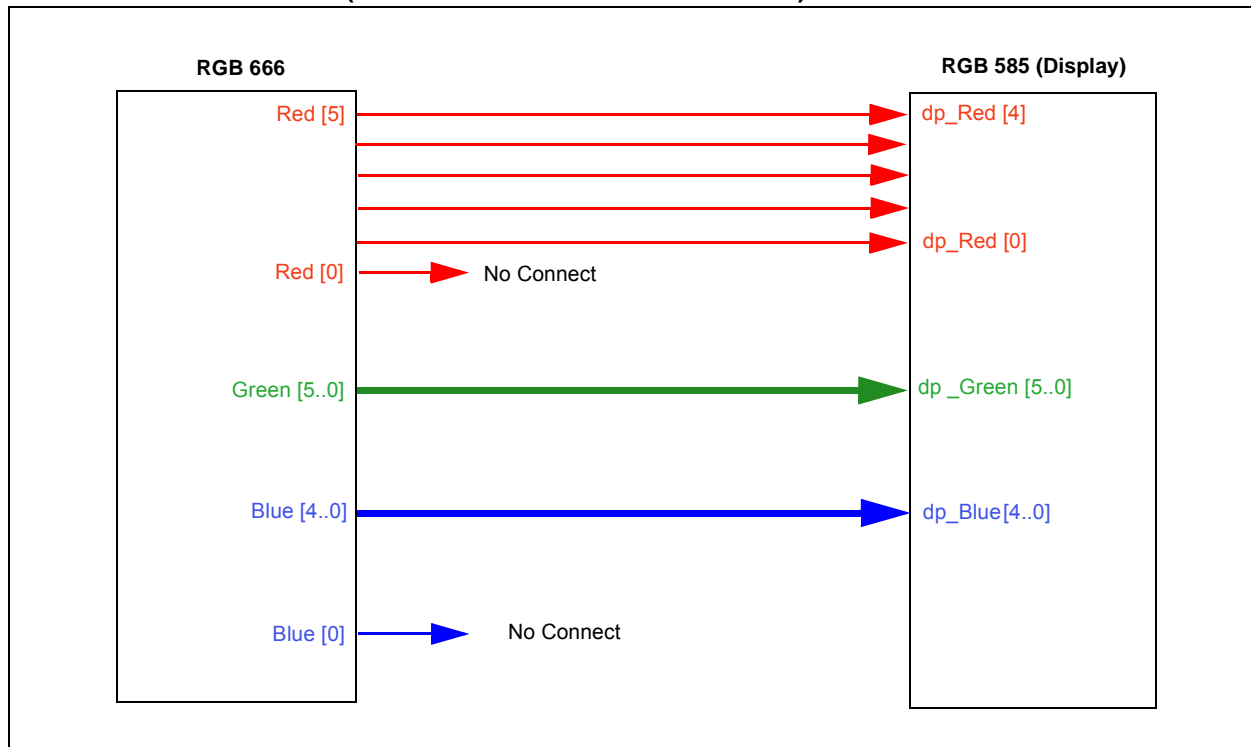 RGB 666
RGB 585 (Display)
Red [5]
dp_Red [4]
dp_Red [0]
Red [0]
No Connect
Green [5..0]
dp _Green [5..0]
Blue [4..0]
dp_Blue[4..0]
Blue [0]
No Connect